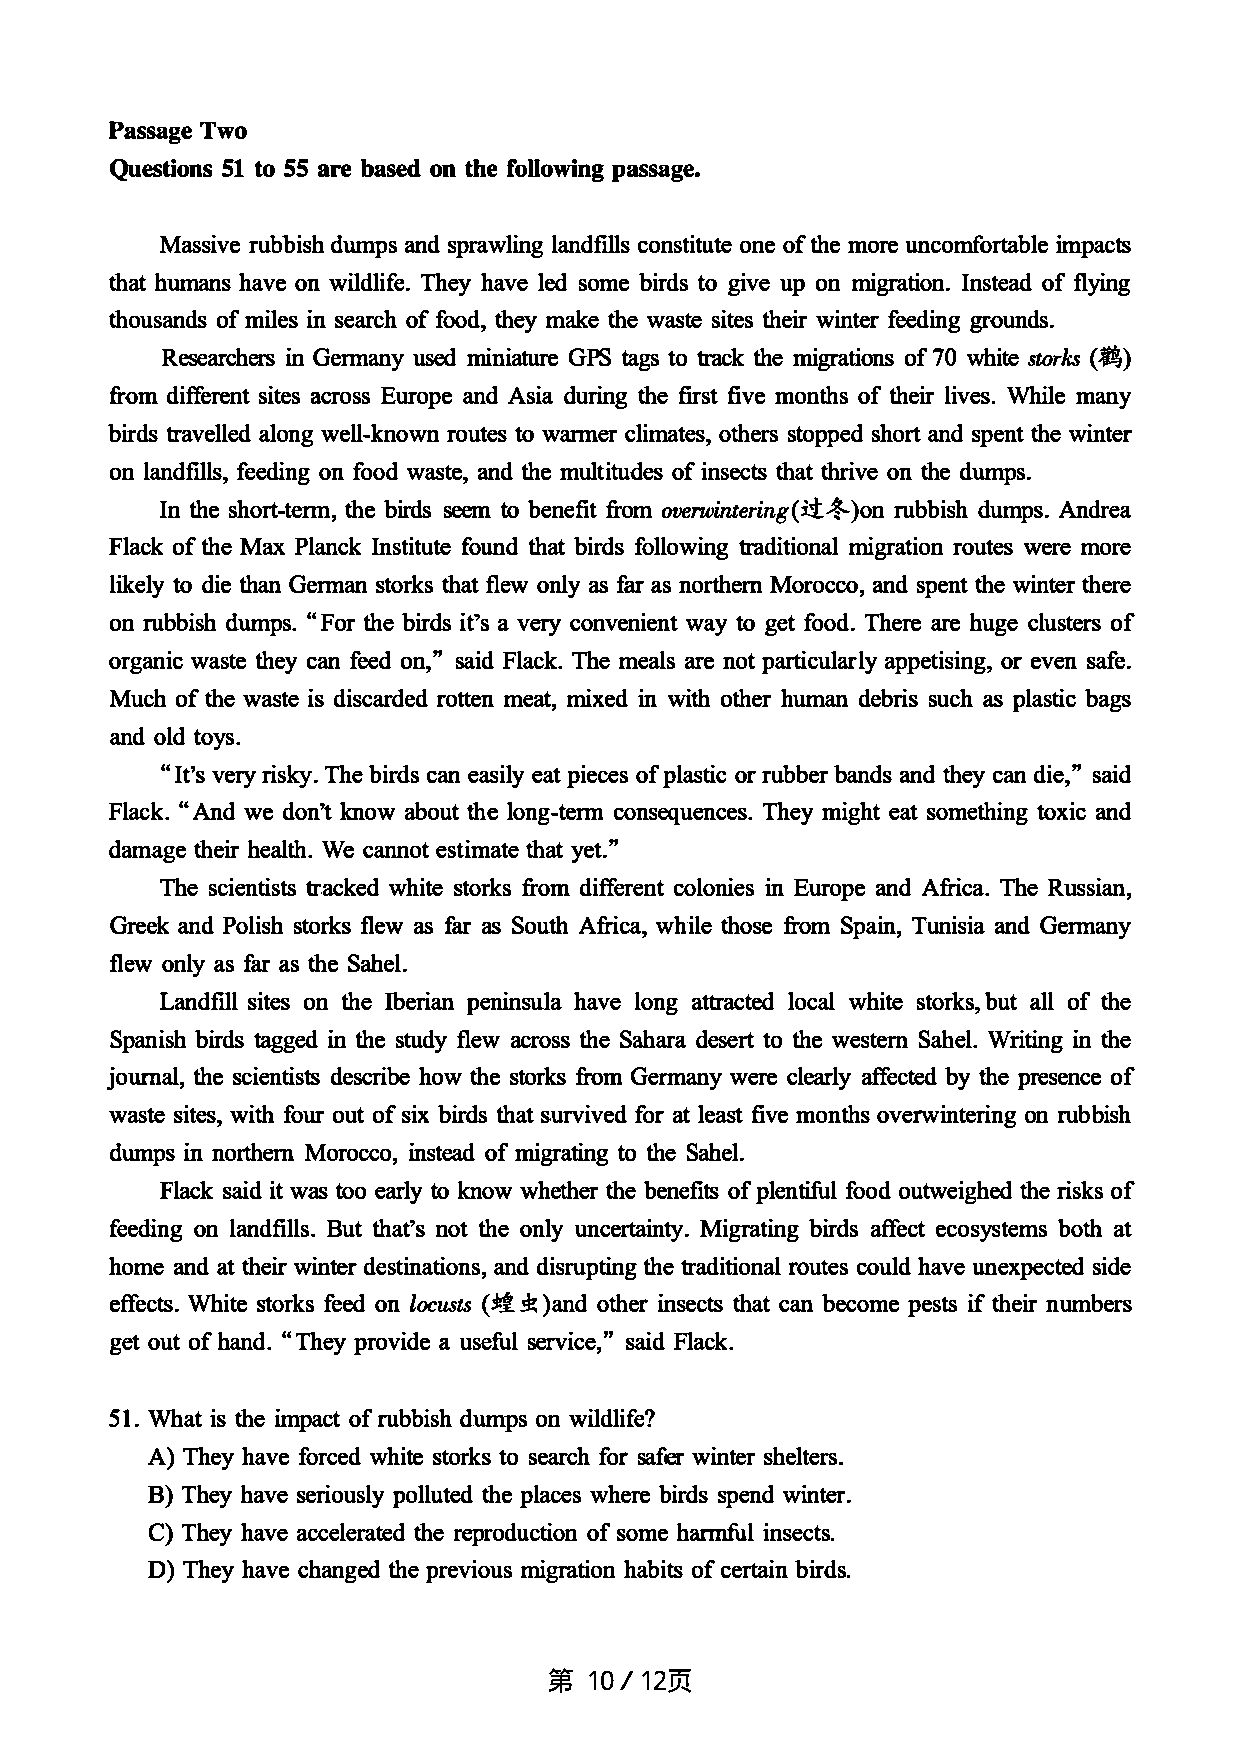 Passage Two
Questions 51 to 55 are based on the following passage.
Massive rubbish dumps and sprawling landfills constitute one of the more uncomfortable impacts
that humans have on wildlife. They have led some birds to give up on migration. Instead of flying
thousands of miles in search of food, they make the waste sites their winter feeding grounds.
Researchers in Germany used miniature GPS tags to track the migrations of 70 white storks (鹳)
from different sites across Europe and Asia during the first five months of their lives. While many
birds travelled along well-known routes to warmer climates, others stopped short and spent the winter
on landfills, feeding on food waste, and the multitudes of insects that thrive on the dumps.
In the short-term, the birds seem to benefit from overwintering(过冬)on rubbish dumps. Andrea
Flack of the Max Planck Institute found that birds following traditional migration routes were more
likely to die than German storks that flew only as far as northern Morocco, and spent the winter there
on rubbish dumps. “For the birds it’s a very convenient way to get food. There are huge clusters of
organic waste they can feed on,” said Flack. The meals are not particularly appetising, or even safe.
Much of the waste is discarded rotten meat, mixed in with other human debris such as plastic bags
and old toys.
“It’s very risky. The birds can easily eat pieces of plastic or rubber bands and they can die,” said
Flack. “And we don’t know about the long-term consequences. They might eat something toxic and
damage their health. We cannot estimate that yet.”
The scientists tracked white storks from different colonies in Europe and Africa. The Russian,
Greek and Polish storks flew as far as South Africa, while those from Spain, Tunisia and Germany
flew only as far as the Sahel.
Landfill sites on the Iberian peninsula have long attracted local white storks, but all of the
Spanish birds tagged in the study flew across the Sahara desert to the western Sahel. Writing in the
journal, the scientists describe how the storks from Germany were clearly affected by the presence of
waste sites, with four out of six birds that survived for at least five months overwintering on rubbish
dumps in northern Morocco, instead of migrating to the Sahel.
Flack said it was too early to know whether the benefits of plentiful food outweighed the risks of
feeding on landfills. But that’s not the only uncertainty. Migrating birds affect ecosystems both at
home and at their winter destinations, and disrupting the traditional routes could have unexpected side
effects. White storks feed on locusts (蝗虫)and other insects that can become pests if their numbers
get out of hand. “They provide a useful service,” said Flack.
51. What is the impact of rubbish dumps on wildlife?
A) They have forced white storks to search for safer winter shelters.
B) They have seriously polluted the places where birds spend winter.
C) They have accelerated the reproduction of some harmful insects.
D) They have changed the previous migration habits of certain birds.
第 10 / 12页